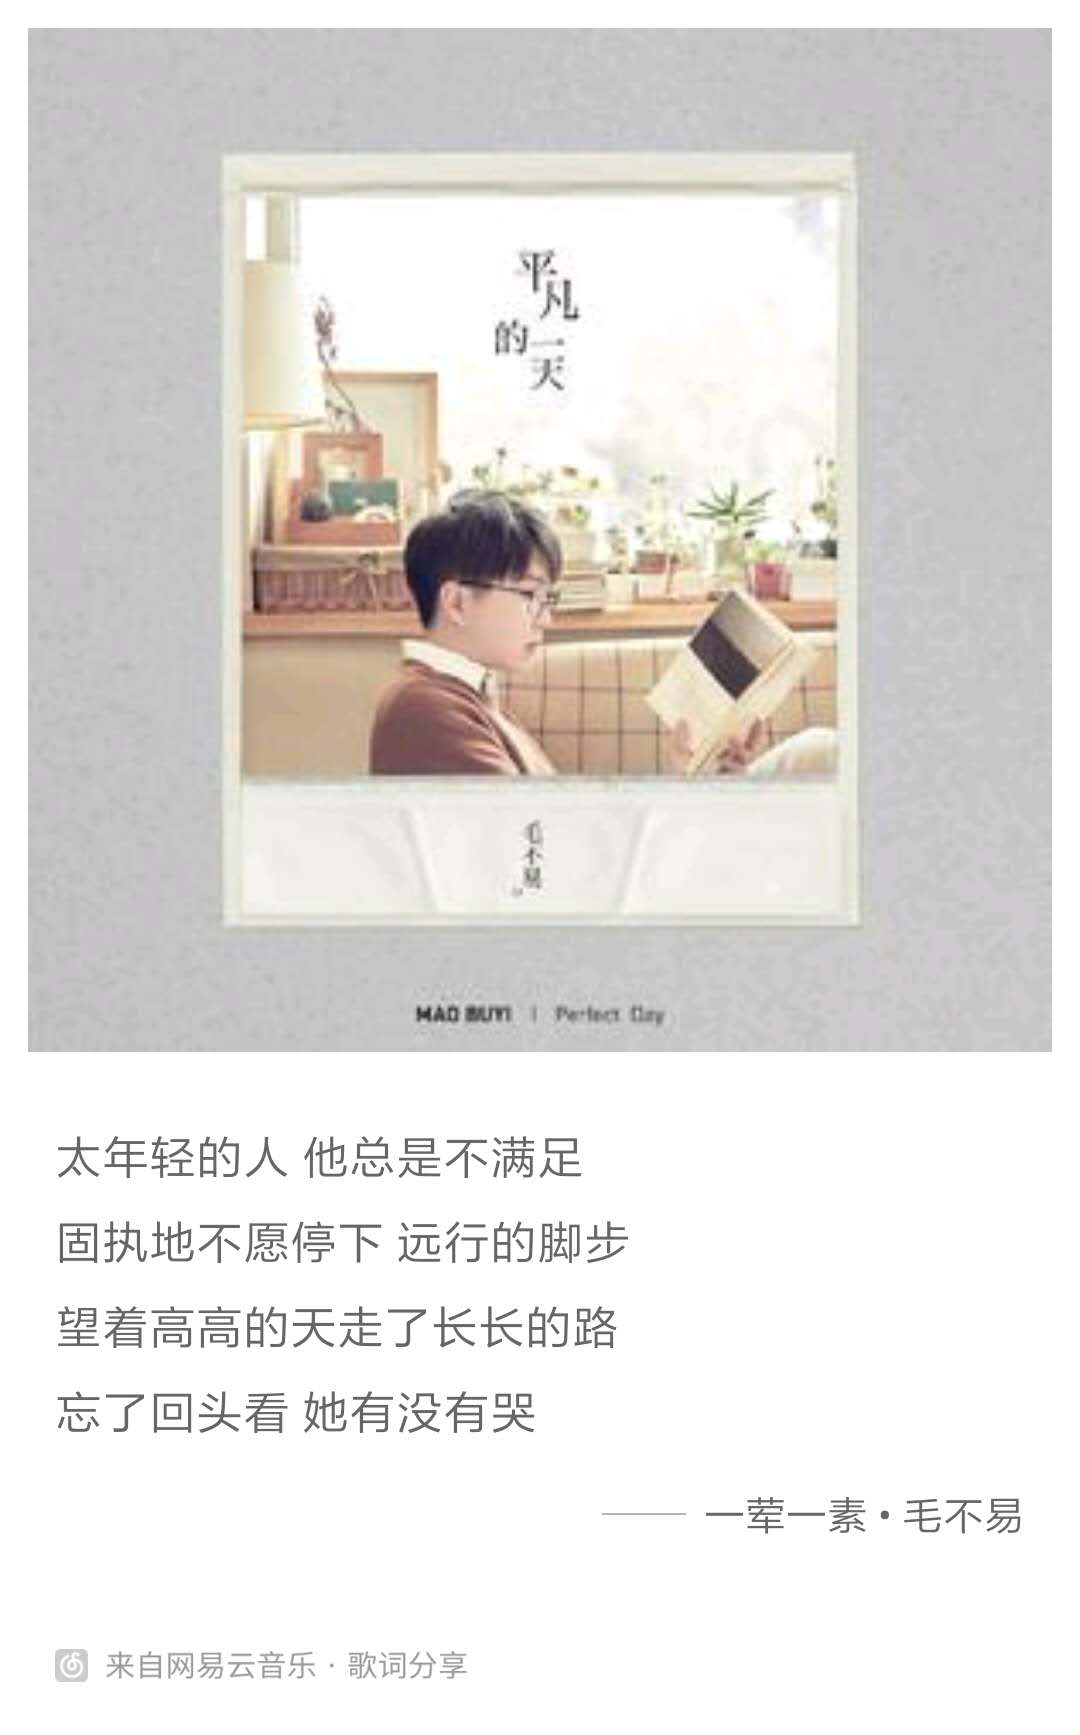 平凡
的一天
毛不易
MAO BUYI | Perfect Day
太年轻的人 他总是不满足
固执地不愿停下 远行的脚步
望着高高的天走了长长的路
忘了回头看 她有没有哭
—— 一荤一素 • 毛不易
来自网易云音乐 · 歌词分享